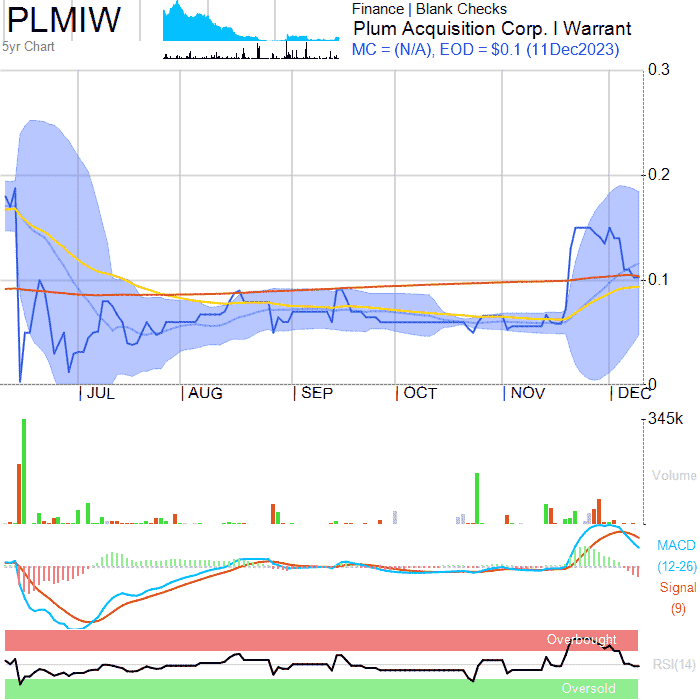 PLMIW
5yr Chart
Finance | Blank Checks
Plum Acquisition Corp. I Warrant
MC = (N/A), EOD = $0.1 (11Dec2023)
0.3
0.2
0.1
0
JUL AUG SEP OCT NOV DEC
345k
Volume
MACD
(12-26)
Signal
(9)
Overbought
RSI(14)
Oversold